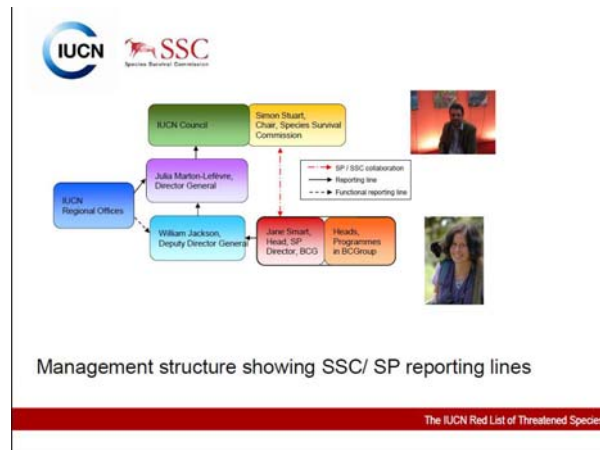 IUCN
SSC
Species Survival Commission
IUCN Council
Simon Stuart,
Chair, Species Survival
Commission
Julia Marton-Lefèvre,
Director General
SP / SSC collaboration
Reporting line
Functional reporting line
IUCN
Regional Offices
William Jackson,
Deputy Director General
Jane Smart,
Head, SP
Director, BCG
Heads,
Programmes
in BCGroup
Management structure showing SSC/ SP reporting lines
The IUCN Red List of Threatened Species